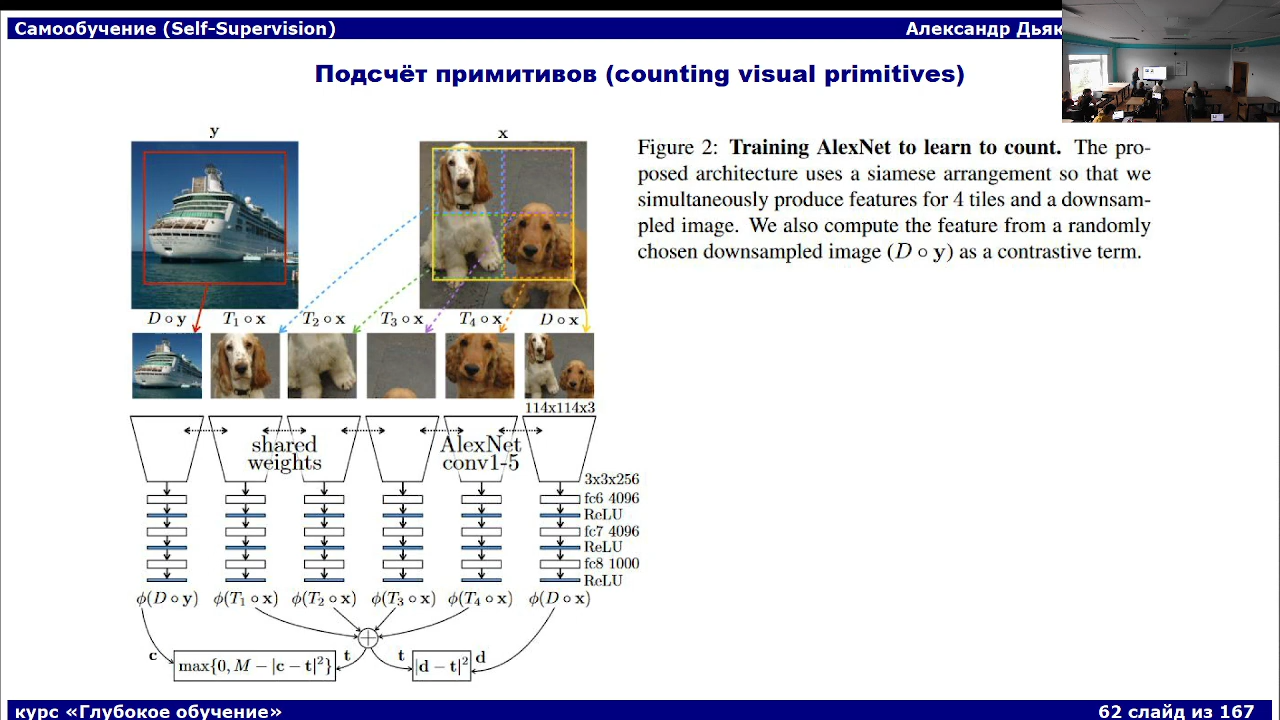 Самообучение (Self-Supervision)
Александр Дьяк
Подсчёт примитивов (counting visual primitives)
y
x
Figure 2: Training AlexNet to learn to count. The pro-
posed architecture uses a siamese arrangement so that we
simultaneously produce features for 4 tiles and a downsam-
pled image. We also compute the feature from a randomly
chosen downsampled image (D ∘ y) as a contrastive term.
D ∘ y T₁ ∘ x T₂ ∘ x T₃ ∘ x T₄ ∘ x D ∘ x
114x114x3
shared
weights
AlexNet
conv1-5
3x3x256
fc6 4096
ReLU
fc7 4096
ReLU
fc8 1000
ReLU
ϕ(D ∘ y) ϕ(T₁ ∘ x) ϕ(T₂ ∘ x) ϕ(T₃ ∘ x) ϕ(T₄ ∘ x) ϕ(D ∘ x)
c t t d
max{0, M − |c − t|²} |d − t|²
курс «Глубокое обучение»
62 слайд из 167